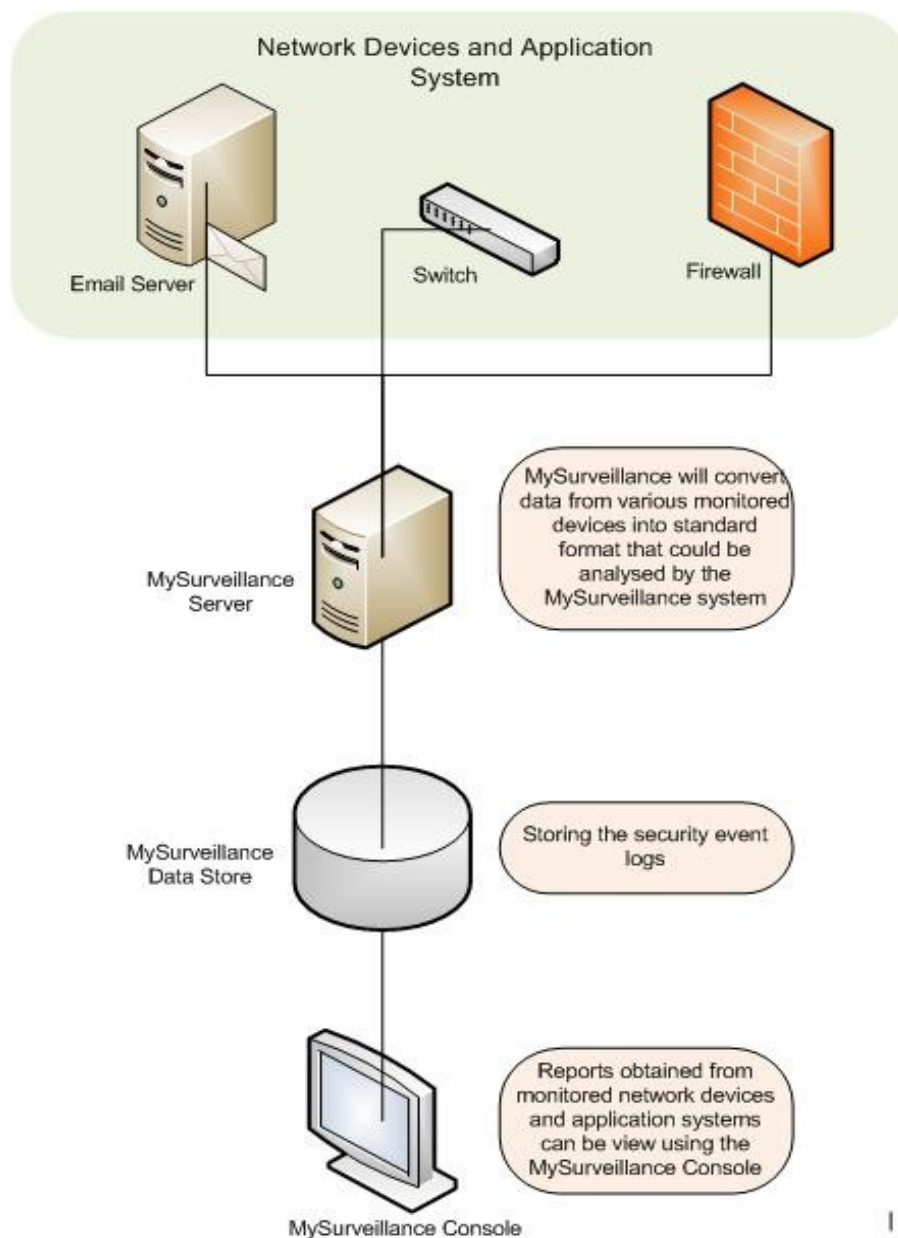 Network Devices and Application
System
Email Server
Switch
Firewall
MySurveillance
Server
MySurveillance will convert
data from various monitored
devices into standard
format that could be
analysed by the
MySurveillance system
MySurveillance
Data Store
Storing the security event
logs
Reports obtained from
monitored network devices
and application systems
can be view using the
MySurveillance Console
MySurveillance Console